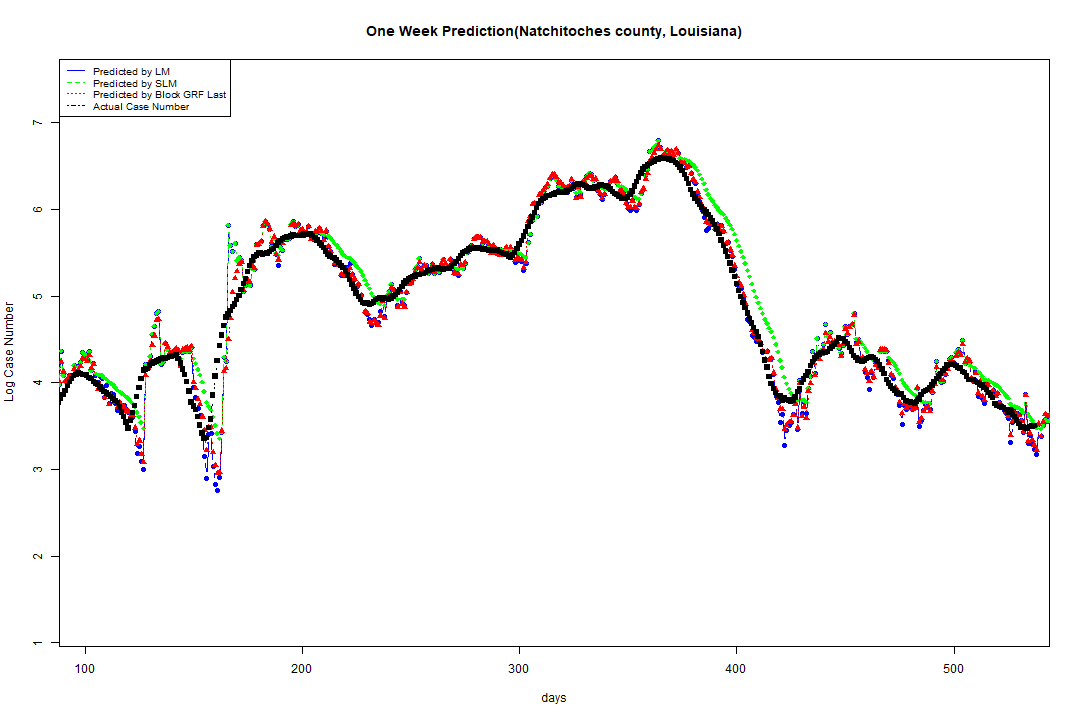 One Week Prediction(Natchitoches county, Louisiana)
Predicted by LM
Predicted by SLM
Predicted by Block GRF Last
Actual Case Number
Log Case Number
7
6
5
4
3
2
1
100 200 300 400 500
days